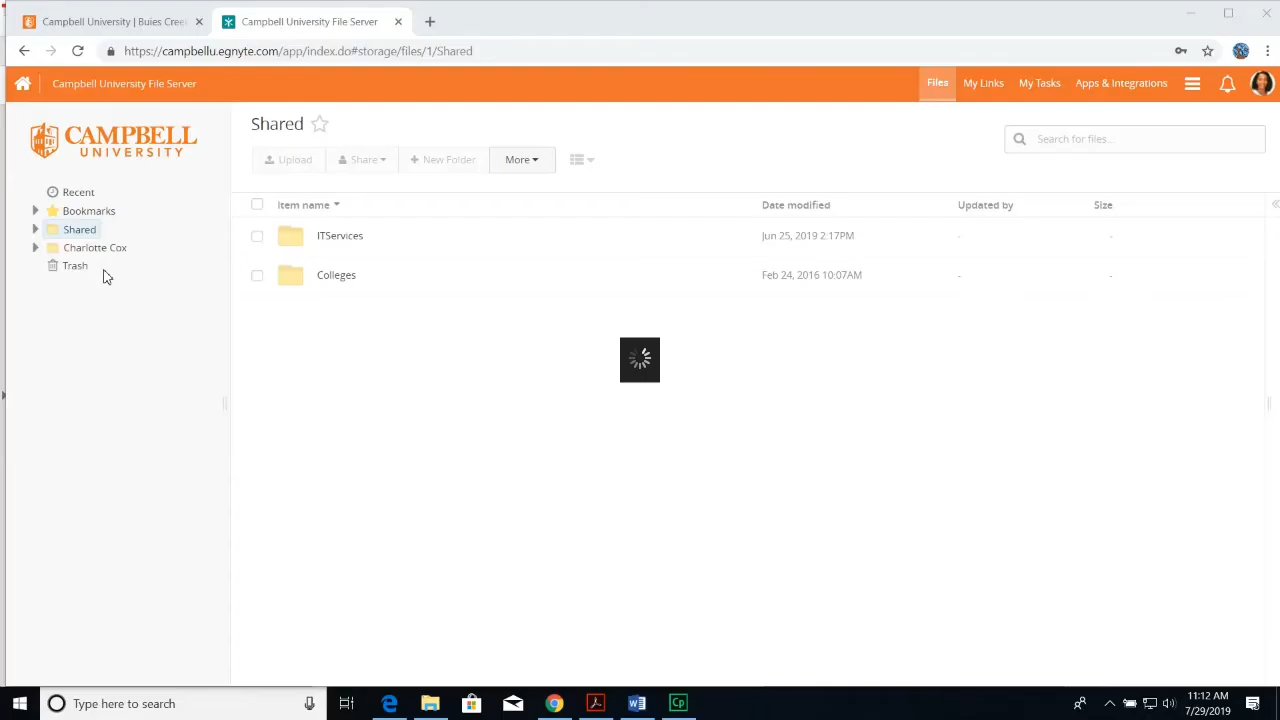 Campbell University | Buies Cree
Campbell University File Server
https://campbellu.egnyte.com/app/index.do#storage/files/1/Shared
Campbell University File Server
Files
My Links
My Tasks
Apps & Integrations
CAMPBELL
UNIVERSITY
Recent
Bookmarks
Shared
Charlotte Cox
Trash
Shared
Upload
Share
New Folder
More
Search for files...
Item name
Date modified
Updated by
Size
ITServices
Jun 25, 2019 2:17PM
-
-
Colleges
Feb 24, 2016 10:07AM
-
-
Type here to search
Cp
11:12 AM
7/29/2019